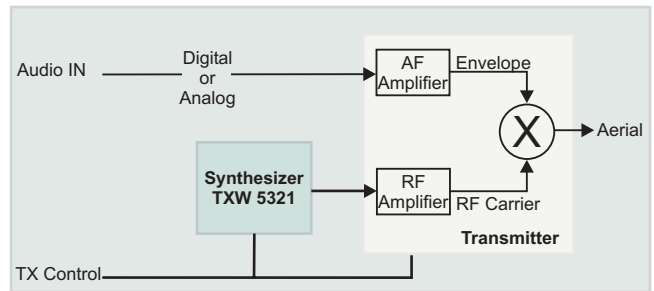 Audio IN
Digital
or
Analog
AF
Amplifier
Envelope
X
Aerial
Synthesizer
TXW 5321
RF
Amplifier
RF Carrier
Transmitter
TX Control